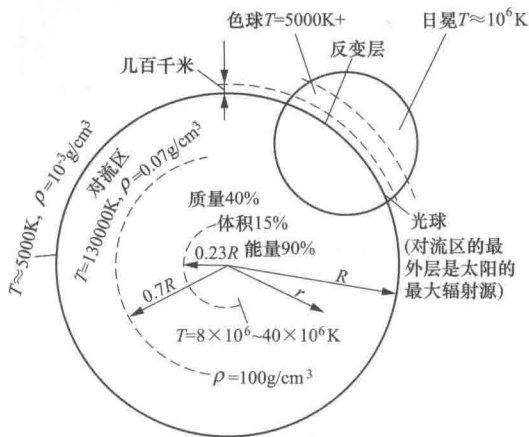 色球T=5000K+
日冕T≈10⁶K
几百千米
反变层
T≈5000K, ρ=10⁻³g/cm³
对流区
T=130000K, ρ=0.07g/cm³
质量40%
体积15%
0.23R 能量90%
0.7R
R
r
T=8×10⁶~40×10⁶K
ρ=100g/cm³
光球
(对流区的最
外层是太阳的
最大辐射源)